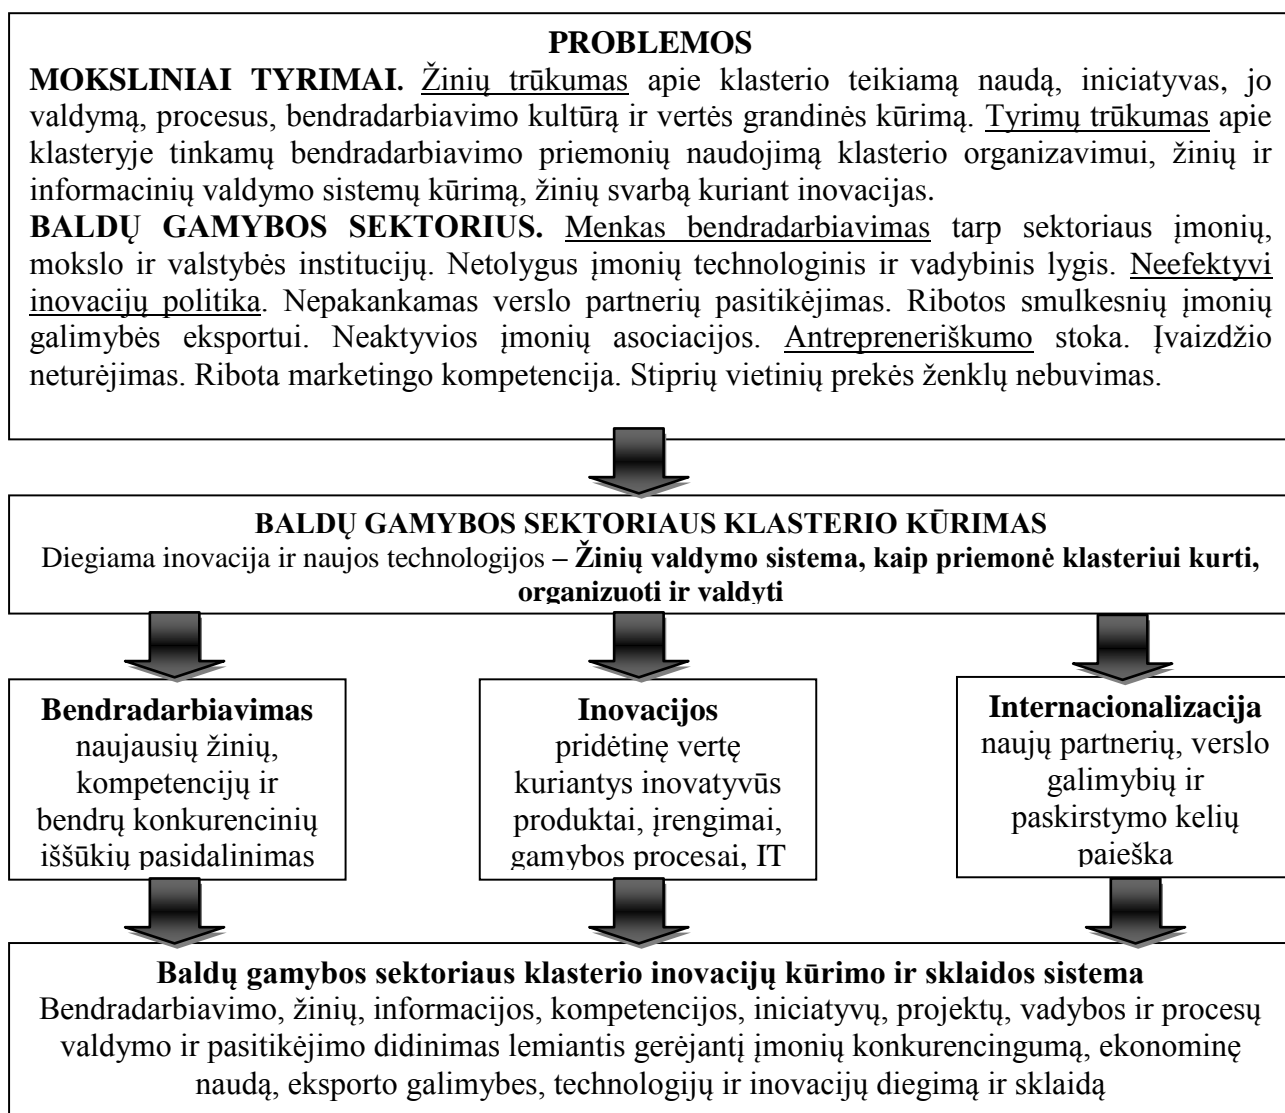 PROBLEMOS
MOKSLINIAI TYRIMAI. Žinių trūkumas apie klasterio teikiamą naudą, iniciatyvas, jo
valdymą, procesus, bendradarbiavimo kultūrą ir vertės grandinės kūrimą. Tyrimų trūkumas apie
klasteryje tinkamų bendradarbiavimo priemonių naudojimą klasterio organizavimui, žinių ir
informacinių valdymo sistemų kūrimą, žinių svarbą kuriant inovacijas.
BALDŲ GAMYBOS SEKTORIUS. Menkas bendradarbiavimas tarp sektoriaus įmonių,
mokslo ir valstybės institucijų. Netolygus įmonių technologinis ir vadybinis lygis. Neefektyvi
inovacijų politika. Nepakankamas verslo partnerių pasitikėjimas. Ribotos smulkesnių įmonių
galimybės eksportui. Neaktyvios įmonių asociacijos. Antrepreneriškumo stoka. Įvaizdžio
neturėjimas. Ribota marketingo kompetencija. Stiprių vietinių prekės ženklų nebuvimas.
BALDŲ GAMYBOS SEKTORIAUS KLASTERIO KŪRIMAS
Diegiama inovacija ir naujos technologijos – Žinių valdymo sistema, kaip priemonė klasteriui kurti,
organizuoti ir valdyti
Bendradarbiavimas
naujausių žinių,
kompetencijų ir
bendrų konkurencinių
iššūkių pasidalinimas
Inovacijos
pridėtinę vertę
kuriantys inovatyvūs
produktai, įrengimai,
gamybos procesai, IT
Internacionalizacija
naujų partnerių, verslo
galimybių ir
paskirstymo kelių
paieška
Baldų gamybos sektoriaus klasterio inovacijų kūrimo ir sklaidos sistema
Bendradarbiavimo, žinių, informacijos, kompetencijos, iniciatyvų, projektų, vadybos ir procesų
valdymo ir pasitikėjimo didinimas lemiantis gerėjantį įmonių konkurencingumą, ekonominę
naudą, eksporto galimybes, technologijų ir inovacijų diegimą ir sklaidą